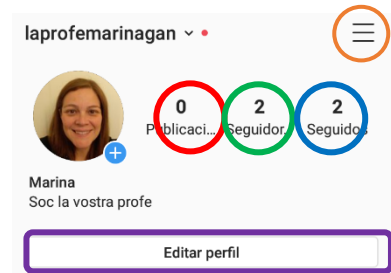 laprofemarinagan
0 2 2
Publicaci... Seguidor... Seguidos
Marina
Soc la vostra profe
Editar perfil